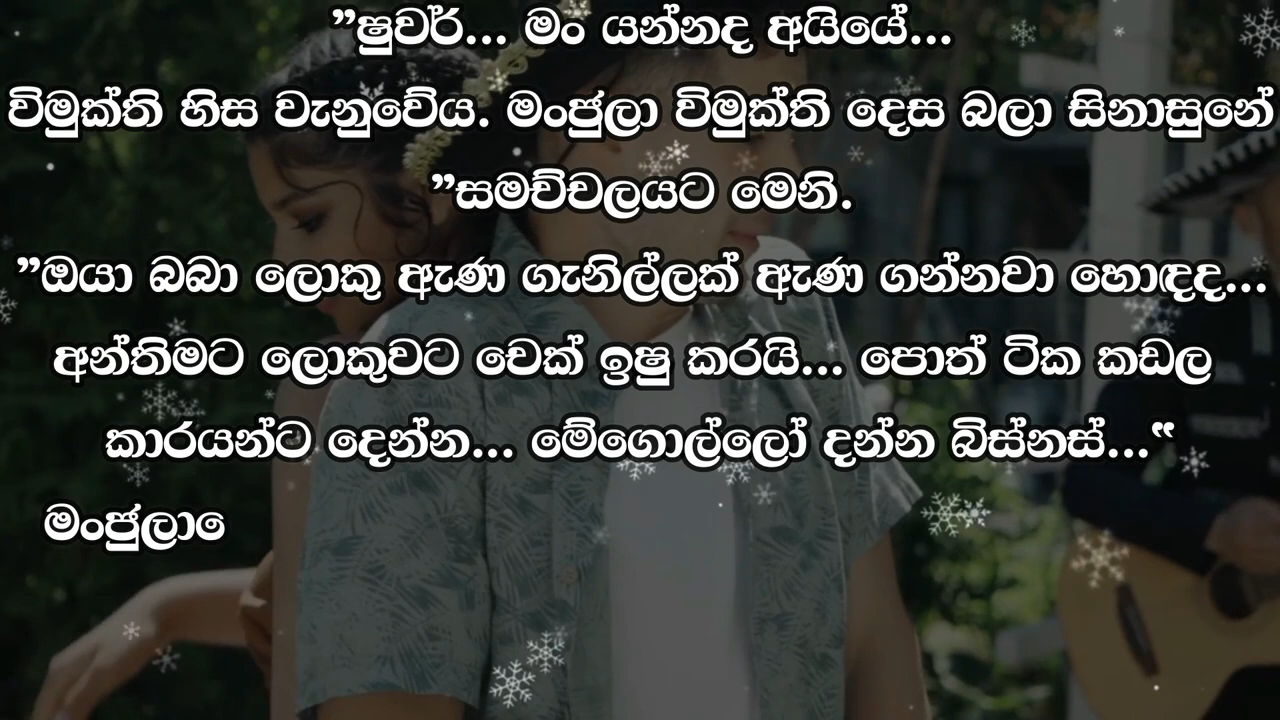 ”ෂුවර්... මං යන්නද අයියේ...
විමුක්ති හිස වැනුවේය. මංජුලා විමුක්ති දෙස බලා සිනාසුනේ
”සමච්චලයට මෙනි.
”ඔයා බබා ලොකු ඇණ ගැනිල්ලක් ඇණ ගන්නවා හොඳද...
අන්තිමට ලොකුවට චෙක් ඉෂු කරයි... පොත් ටික කඩල
කාරයන්ට දෙන්න... මේගොල්ලෝ දන්න බිස්නස්...“
මංජුලා ෙ